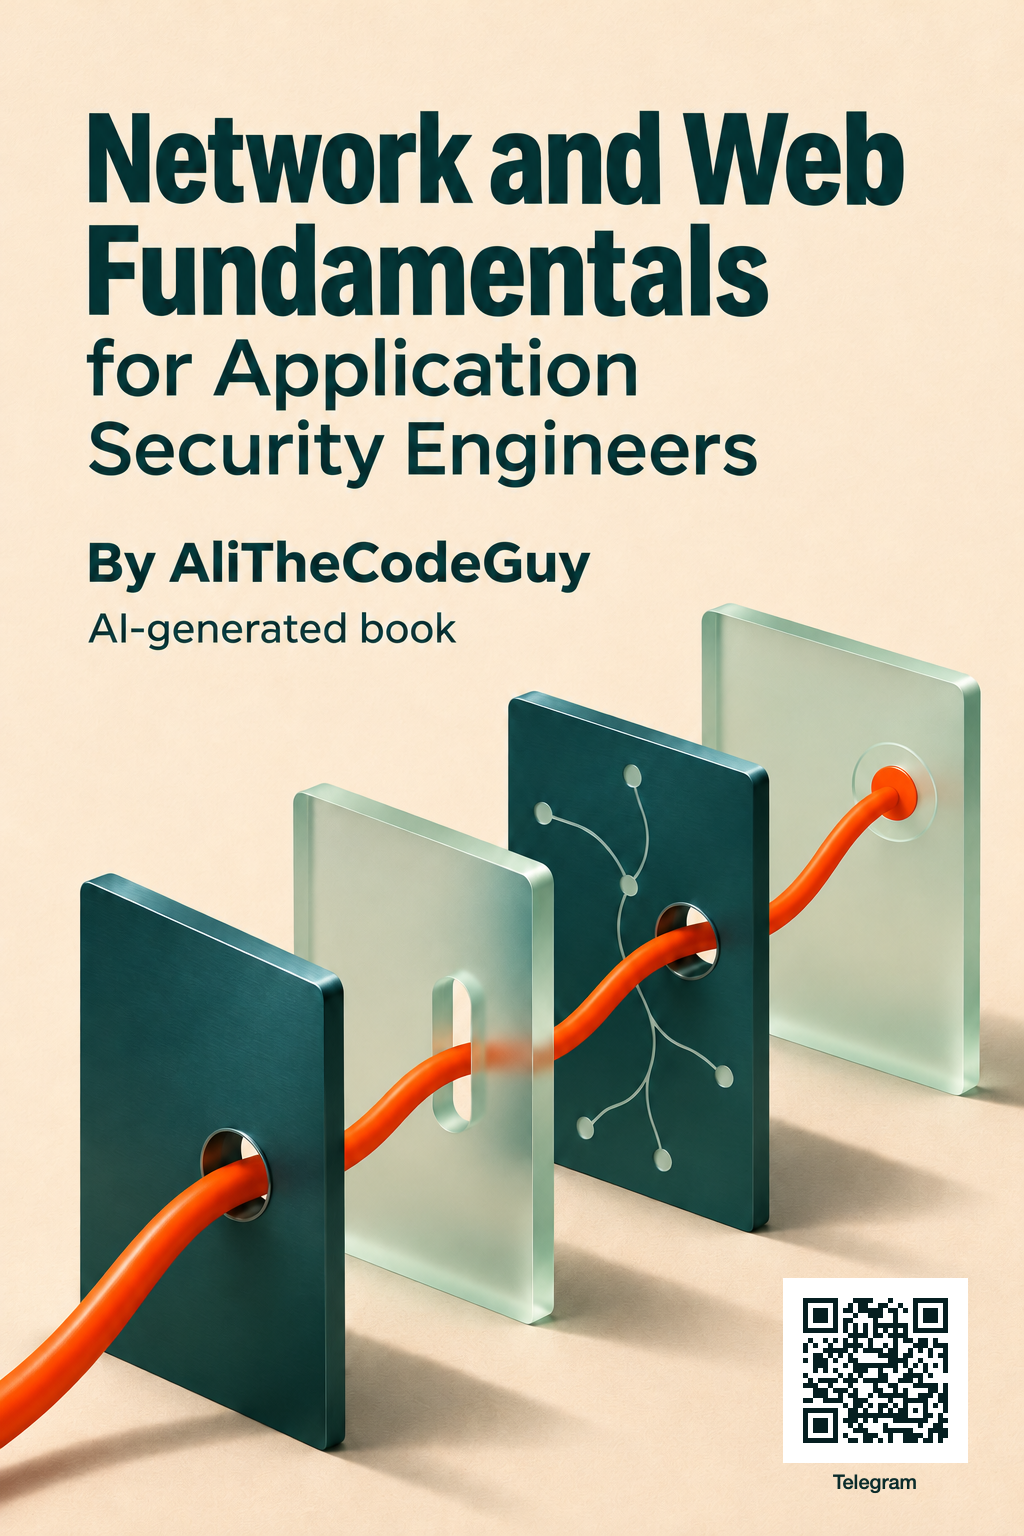 Network and Web
Fundamentals
for Application
Security Engineers
By AliTheCodeGuy
AI-generated book
Telegram